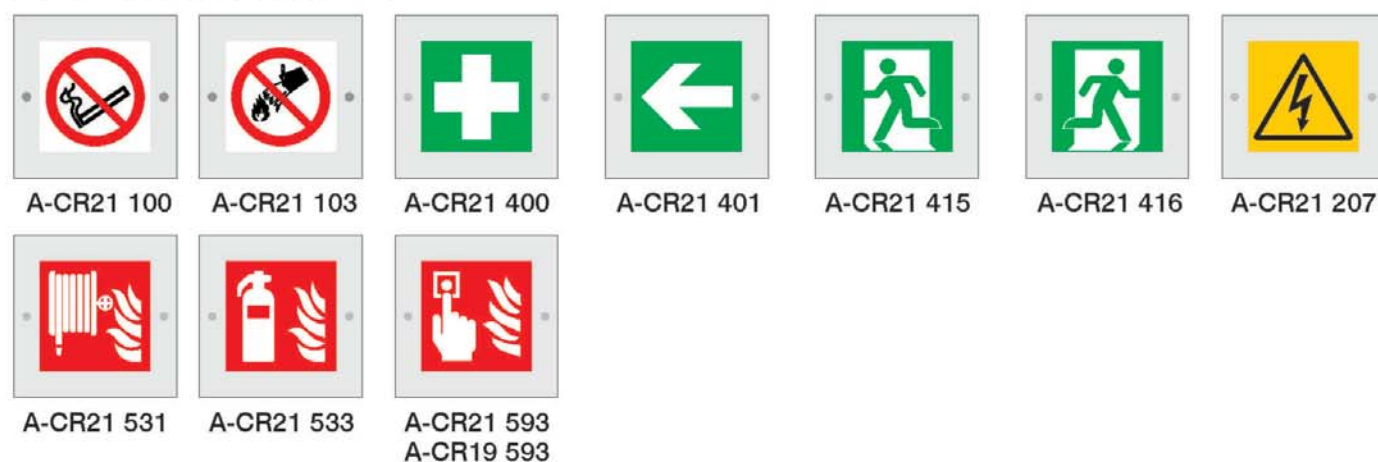 A-CR21 100
A-CR21 103
A-CR21 400
A-CR21 401
A-CR21 415
A-CR21 416
A-CR21 207
A-CR21 531
A-CR21 533
A-CR21 593
A-CR19 593